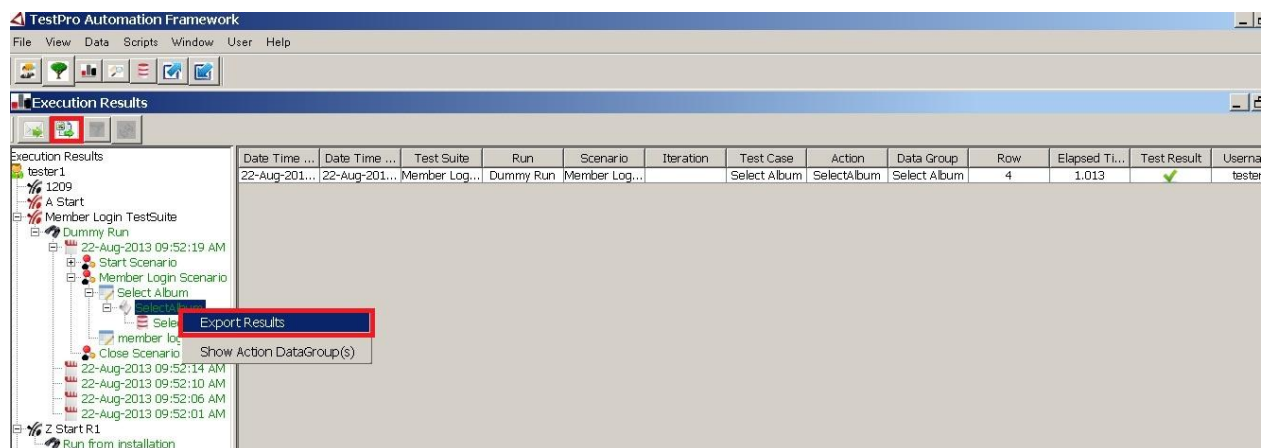 TestPro Automation Framework
File View Data Scripts Window User Help
Execution Results
Execution Results
Date Time ... Date Time ... Test Suite Run Scenario Iteration Test Case Action Data Group Row Elapsed Ti... Test Result Userna
22-Aug-201... 22-Aug-201... Member Log... Dummy Run Member Log... Select Album SelectAlbum Select Album 4 1.013 tester
tester1
1209
A Start
Member Login TestSuite
Dummy Run
22-Aug-2013 09:52:19 AM
Start Scenario
Member Login Scenario
Select Album
SelectAlbum
Selec
Export Results
member log
Show Action DataGroup(s)
Close Scenario
22-Aug-2013 09:52:14 AM
22-Aug-2013 09:52:10 AM
22-Aug-2013 09:52:06 AM
22-Aug-2013 09:52:01 AM
Z Start R1
Run from installation